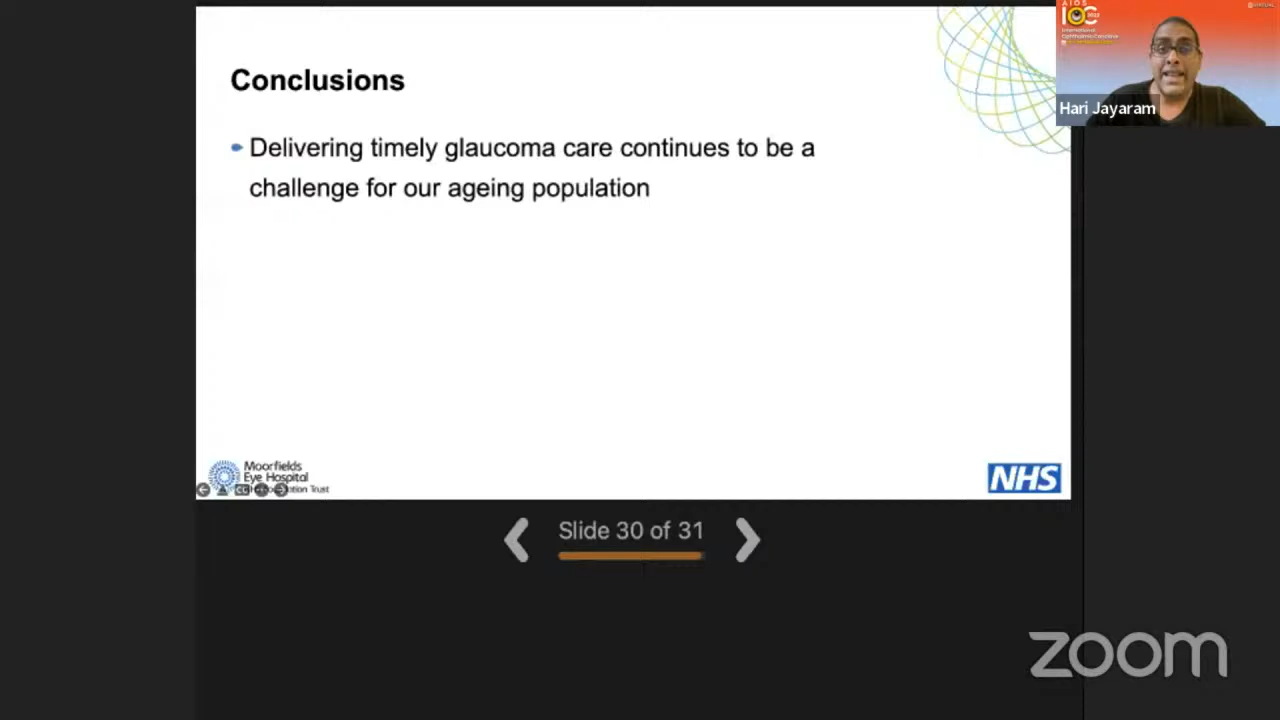 Conclusions
Delivering timely glaucoma care continues to be a
challenge for our ageing population
Moorfields
Eye Hospital
NHS
AIOS
Hari Jayaram
Slide 30 of 31
zoom